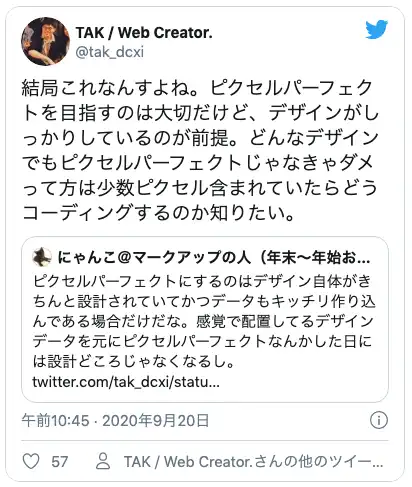 TAK / Web Creator.
@tak_dcxi
結局これなんすよね。ピクセルパーフェク
トを目指すのは大切だけど、デザインがし
っかりしているのが前提。どんなデザイン
でもピクセルパーフェクトじゃなきゃダメ
って方は少数ピクセル含まれていたらどう
コーディングするのか知りたい。
にゃんこ@マークアップの人（年末〜年始お...
ピクセルパーフェクトにするのはデザイン自体がき
ちんと設計されていてかつデータもキッチリ作り込
んである場合だけだな。感覚で配置してるデザイン
データを元にピクセルパーフェクトなんかした日に
は設計どころじゃなくなるし。
twitter.com/tak_dcxi/statu...
午前10:45 · 2020年9月20日
57
TAK / Web Creator.さんの他のツイー...